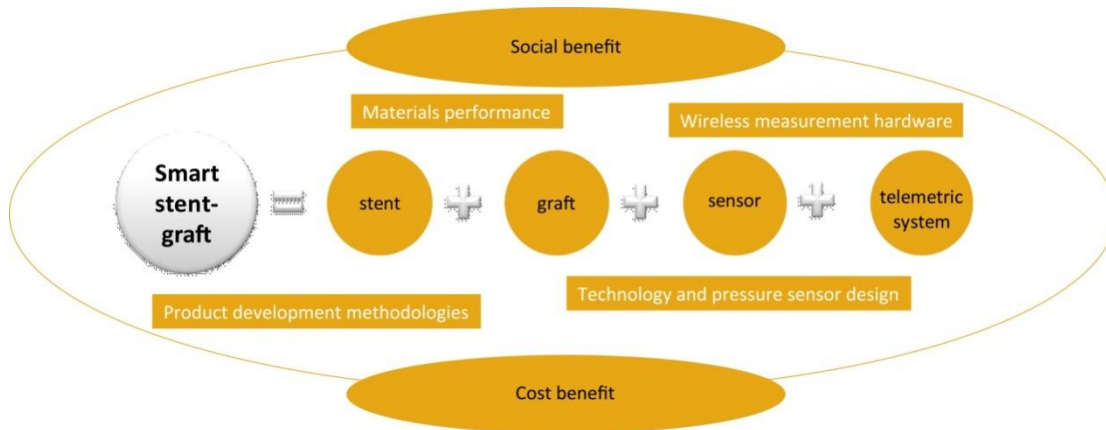 Social benefit
Materials performance
Wireless measurement hardware
Smart
stent-
graft
=
stent
+
graft
+
sensor
+
telemetric
system
Product development methodologies
Technology and pressure sensor design
Cost benefit